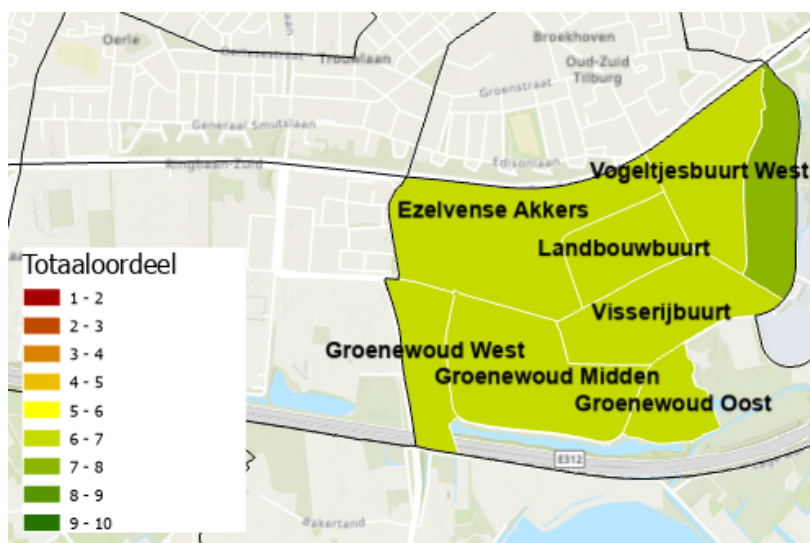 Oerle
Oerlesestraat
Trouwlaan
Broekhoven
Oud-Zuid
Tilburg
Groenstraat
Generaal Smutslaan
Ringbaan-Zuid
Edisonlaan
Vogeltjesbuurt West
Ezelvense Akkers
Landbouwbuurt
Visserijbuurt
Groenewoud West
Groenewoud Midden
Groenewoud Oost
E312
Bakertand
Totaaloordeel
1 - 2
2 - 3
3 - 4
4 - 5
5 - 6
6 - 7
7 - 8
8 - 9
9 - 10